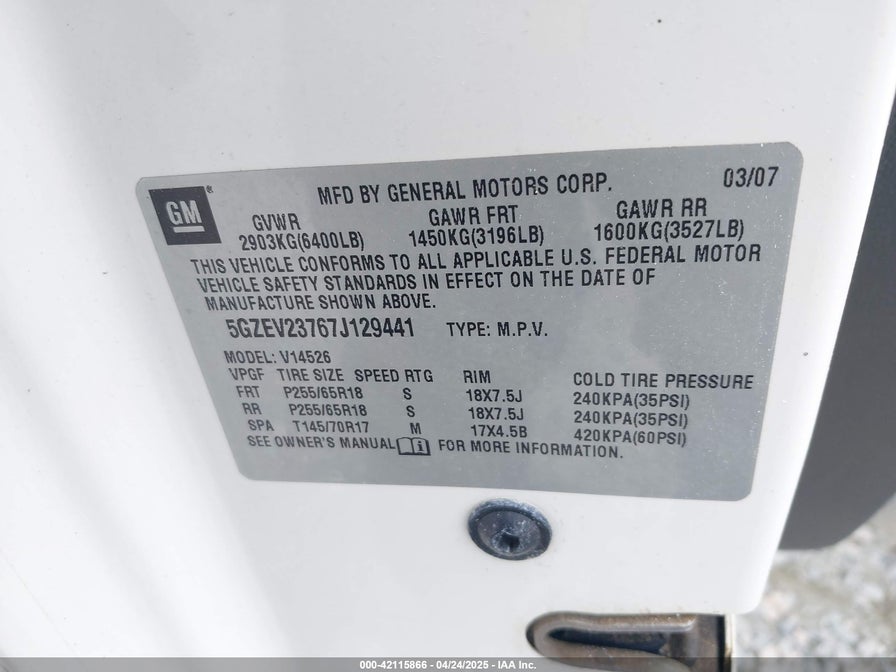 GM®
MFD BY GENERAL MOTORS CORP. 03/07
GVWR GAWR FRT GAWR RR
2903KG(6400LB) 1450KG(3196LB) 1600KG(3527LB)
THIS VEHICLE CONFORMS TO ALL APPLICABLE U.S. FEDERAL MOTOR
VEHICLE SAFETY STANDARDS IN EFFECT ON THE DATE OF
MANUFACTURE SHOWN ABOVE.
5GZEV23767J129441 TYPE: M.P.V.
MODEL: V14526
VPGF TIRE SIZE SPEED RTG RIM COLD TIRE PRESSURE
FRT P255/65R18 S 18X7.5J 240KPA(35PSI)
RR P255/65R18 S 18X7.5J 240KPA(35PSI)
SPA T145/70R17 M 17X4.5B 420KPA(60PSI)
SEE OWNER'S MANUAL FOR MORE INFORMATION.
000-42115866 - 04/24/2025 - IAA Inc.